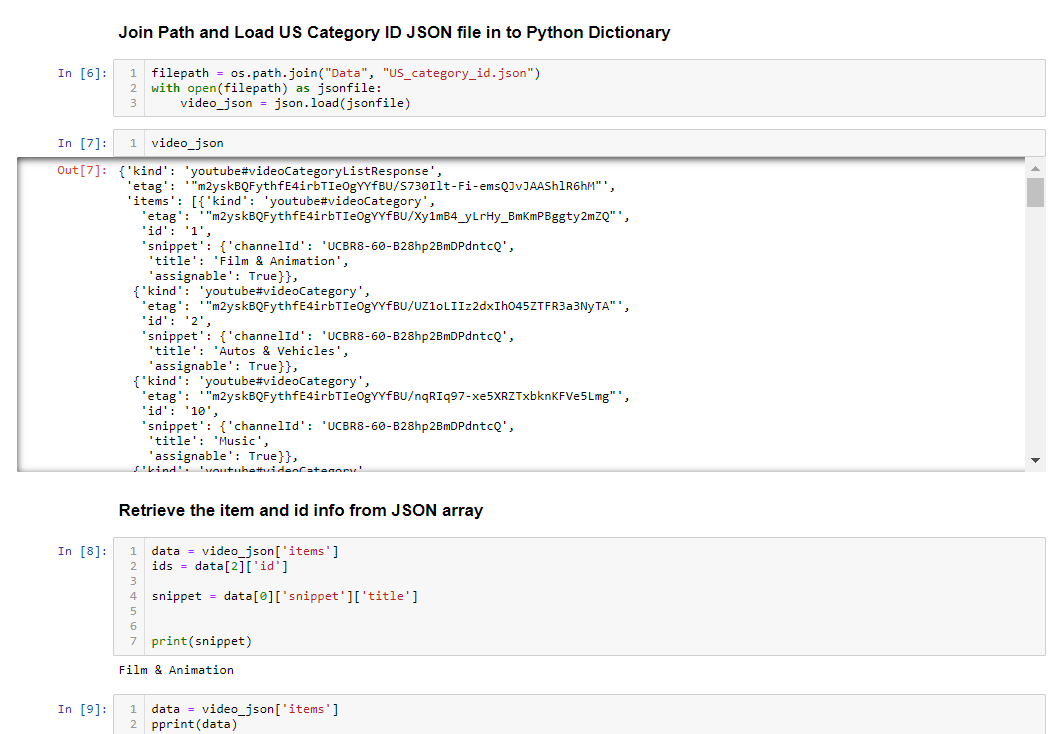 Join Path and Load US Category ID JSON file in to Python Dictionary
In [6]:
1 filepath = os.path.join("Data", "US_category_id.json")
2 with open(filepath) as jsonfile:
3     video_json = json.load(jsonfile)
In [7]:
1 video_json
Out[7]: {'kind': 'youtube#videoCategoryListResponse',
 'etag': '"m2yskBQFythfE4irbTIeOgYYfBU/S730Ilt-Fi-emsQJvJAAShlR6hM"',
 'items': [{'kind': 'youtube#videoCategory',
   'etag': '"m2yskBQFythfE4irbTIeOgYYfBU/Xy1mB4_yLrHy_BmKmPBggty2mZQ"',
   'id': '1',
   'snippet': {'channelId': 'UCBR8-60-B28hp2BmDPdntcQ',
    'title': 'Film & Animation',
    'assignable': True}},
  {'kind': 'youtube#videoCategory',
   'etag': '"m2yskBQFythfE4irbTIeOgYYfBU/UZ1oLIIz2dxIhO45ZTFR3a3NyTA"',
   'id': '2',
   'snippet': {'channelId': 'UCBR8-60-B28hp2BmDPdntcQ',
    'title': 'Autos & Vehicles',
    'assignable': True}},
  {'kind': 'youtube#videoCategory',
   'etag': '"m2yskBQFythfE4irbTIeOgYYfBU/nqRIq97-xe5XRZTxbknKFVe5Lmg"',
   'id': '10',
   'snippet': {'channelId': 'UCBR8-60-B28hp2BmDPdntcQ',
    'title': 'Music',
    'assignable': True}},
  {'kind': 'youtube#videoCategory'
Retrieve the item and id info from JSON array
In [8]:
1 data = video_json['items']
2 ids = data[2]['id']
3
4 snippet = data[0]['snippet']['title']
5
6
7 print(snippet)
Film & Animation
In [9]:
1 data = video_json['items']
2 pprint(data)